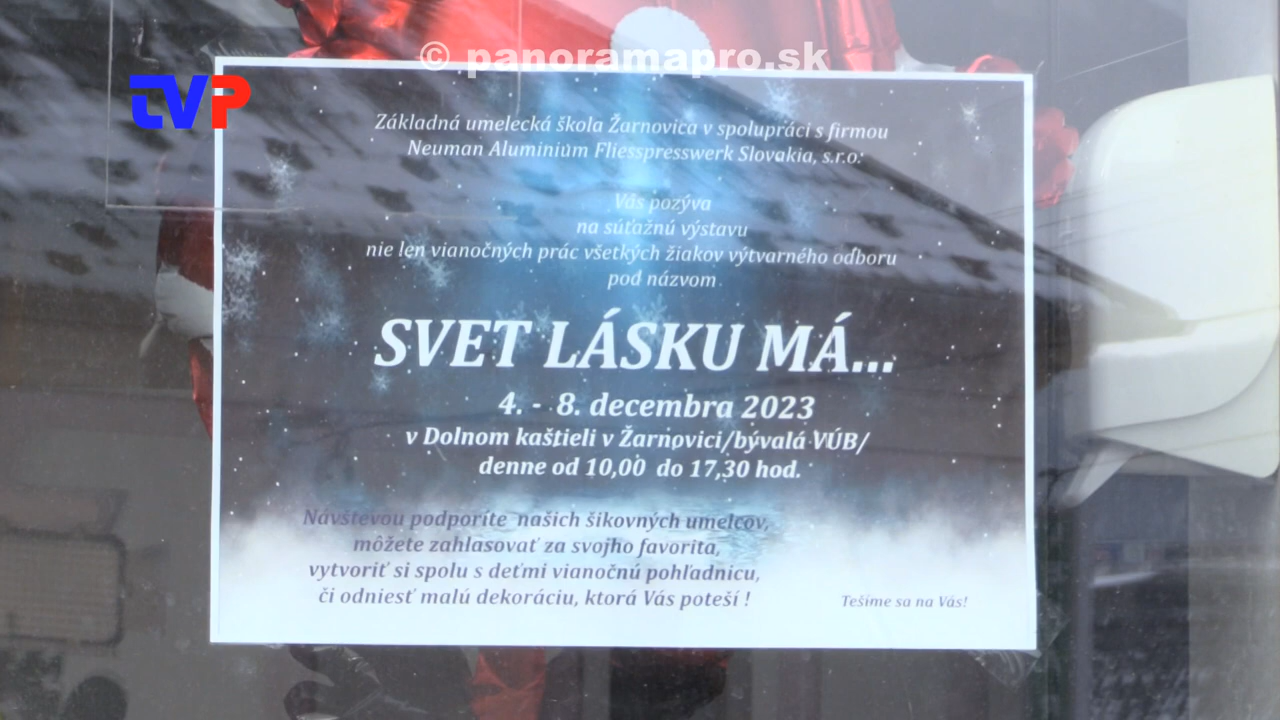 © panoramapro.sk
TVP
Základná umelecká škola Žarnovica v spolupráci s firmou
Neuman Aluminium Fliesspresswerk Slovakia, s.r.o:
Vás pozýva
na súťažnú výstavu
nie len vianočných prác všetkých žiakov výtvarného odboru
pod názvom
SVET LÁSKU MÁ...
4. - 8. decembra 2023
v Dolnom kaštieli v Žarnovici/bývalá VÚB/
denne od 10,00 do 17,30 hod.
Návštevou podporíte našich šikovných umelcov,
môžete zahlasovať za svojho favorita,
vytvoriť si spolu s deťmi vianočnú pohľadnicu,
či odniesť malú dekoráciu, ktorá Vás poteší !
Tešíme sa na Vás!